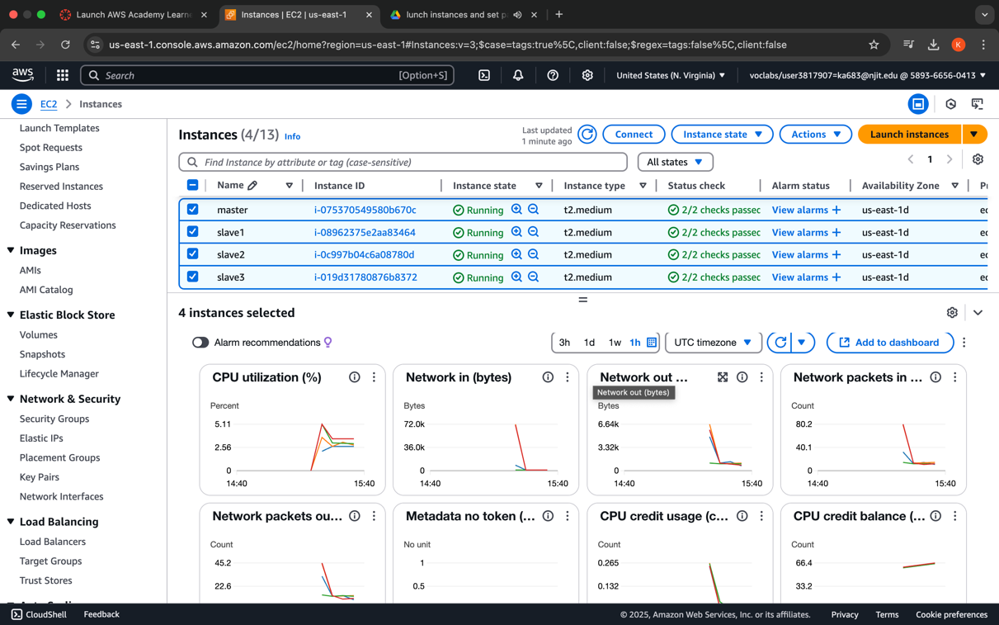 Launch AWS Academy Learne
Instances | EC2 | us-east-1
lunch instances and set p
us-east-1.console.aws.amazon.com/ec2/home?region=us-east-1#Instances:v=3;$case=tags:true%5C,client:false;$regex=tags:false%5C,client:false
K
aws
Search
[Option+S]
United States (N. Virginia)
voclabs/user3817907=ka683@njit.edu @ 5893-6656-0413
EC2
Instances
Launch Templates
Spot Requests
Savings Plans
Reserved Instances
Dedicated Hosts
Capacity Reservations
Images
AMIs
AMI Catalog
Elastic Block Store
Volumes
Snapshots
Lifecycle Manager
Network & Security
Security Groups
Elastic IPs
Placement Groups
Key Pairs
Network Interfaces
Load Balancing
Load Balancers
Target Groups
Trust Stores
Instances (4/13) Info
Last updated
1 minute ago
Connect
Instance state
Actions
Launch instances
Find Instance by attribute or tag (case-sensitive)
All states
1
Name Instance ID Instance state Instance type Status check Alarm status Availability Zone
master i-075370549580b670c Running t2.medium 2/2 checks passec View alarms + us-east-1d ec
slave1 i-08962375e2aa83464 Running t2.medium 2/2 checks passec View alarms + us-east-1d ec
slave2 i-0c997b04c6a08780d Running t2.medium 2/2 checks passec View alarms + us-east-1d ec
slave3 i-019d31780876b8372 Running t2.medium 2/2 checks passec View alarms + us-east-1d ec
4 instances selected
Alarm recommendations
3h 1d 1w 1h
UTC timezone
Add to dashboard
CPU utilization (%)
Percent
5.11
2.56
0
14:40 15:40
Network in (bytes)
Bytes
72.0k
36.0k
0
14:40 15:40
Network out ...
Network out (bytes)
Bytes
6.64k
3.32k
0
14:40 15:40
Network packets in ...
Count
80.2
40.1
0
14:40 15:40
Network packets ou...
Count
45.2
22.6
Metadata no token (...
No unit
1
0.5
CPU credit usage (c...
Count
0.265
0.132
CPU credit balance (...
Count
66.4
33.2
CloudShell
Feedback
© 2025, Amazon Web Services, Inc. or its affiliates.
Privacy
Terms
Cookie preferences